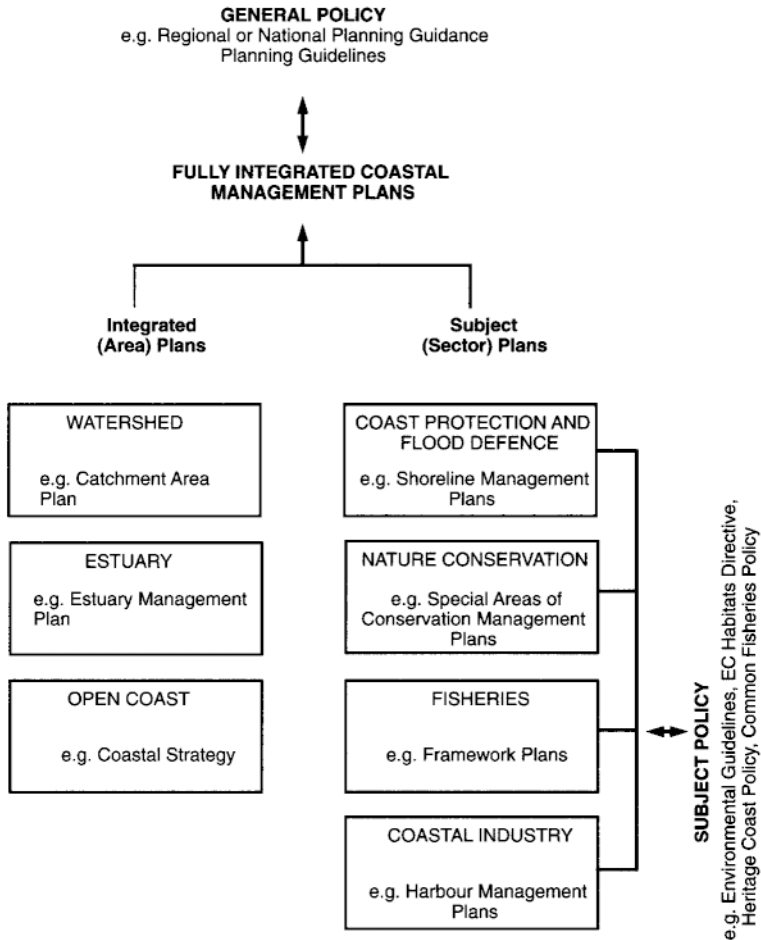 GENERAL POLICY
e.g. Regional or National Planning Guidance
Planning Guidelines
FULLY INTEGRATED COASTAL
MANAGEMENT PLANS
Integrated
(Area) Plans
Subject
(Sector) Plans
WATERSHED
e.g. Catchment Area
Plan
ESTUARY
e.g. Estuary Management
Plan
OPEN COAST
e.g. Coastal Strategy
COAST PROTECTION AND
FLOOD DEFENCE
e.g. Shoreline Management
Plans
NATURE CONSERVATION
e.g. Special Areas of
Conservation Management
Plans
FISHERIES
e.g. Framework Plans
COASTAL INDUSTRY
e.g. Harbour Management
Plans
SUBJECT POLICY
e.g. Environmental Guidelines, EC Habitats Directive,
Heritage Coast Policy, Common Fisheries Policy